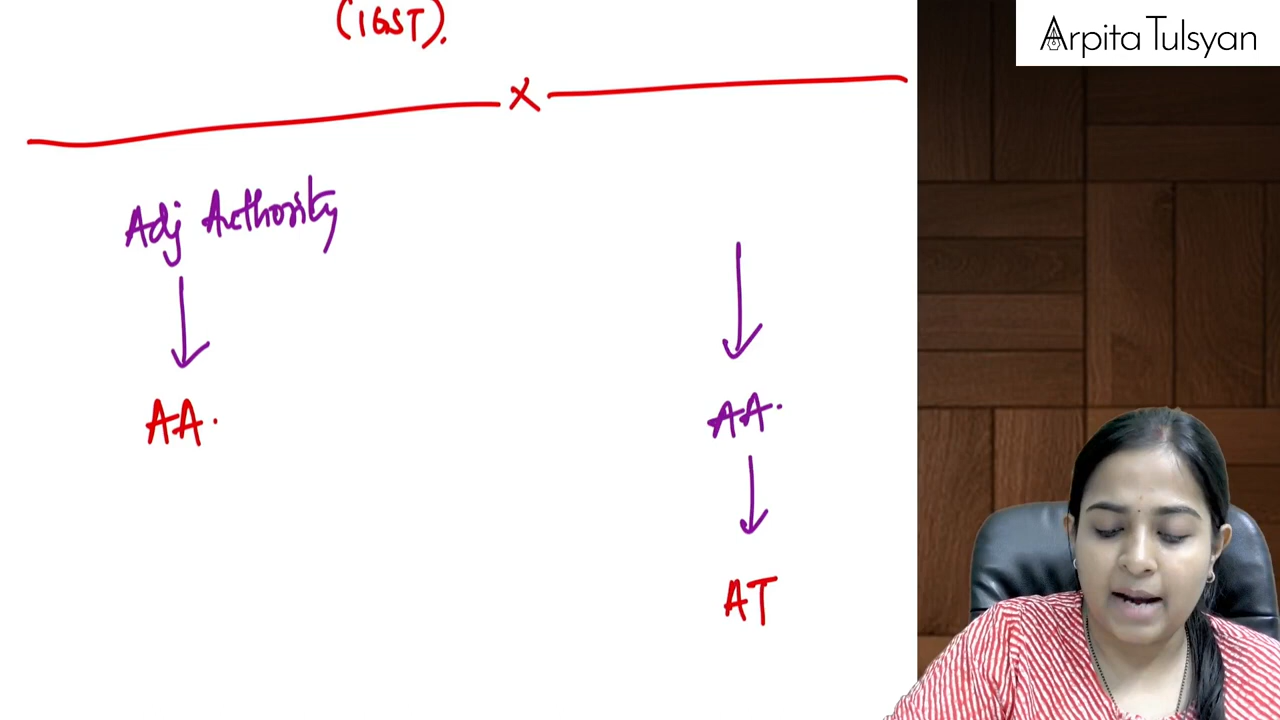 Arpita Tulsyan
(IGST).
x
Adj Authority
AA.
AA.
AT